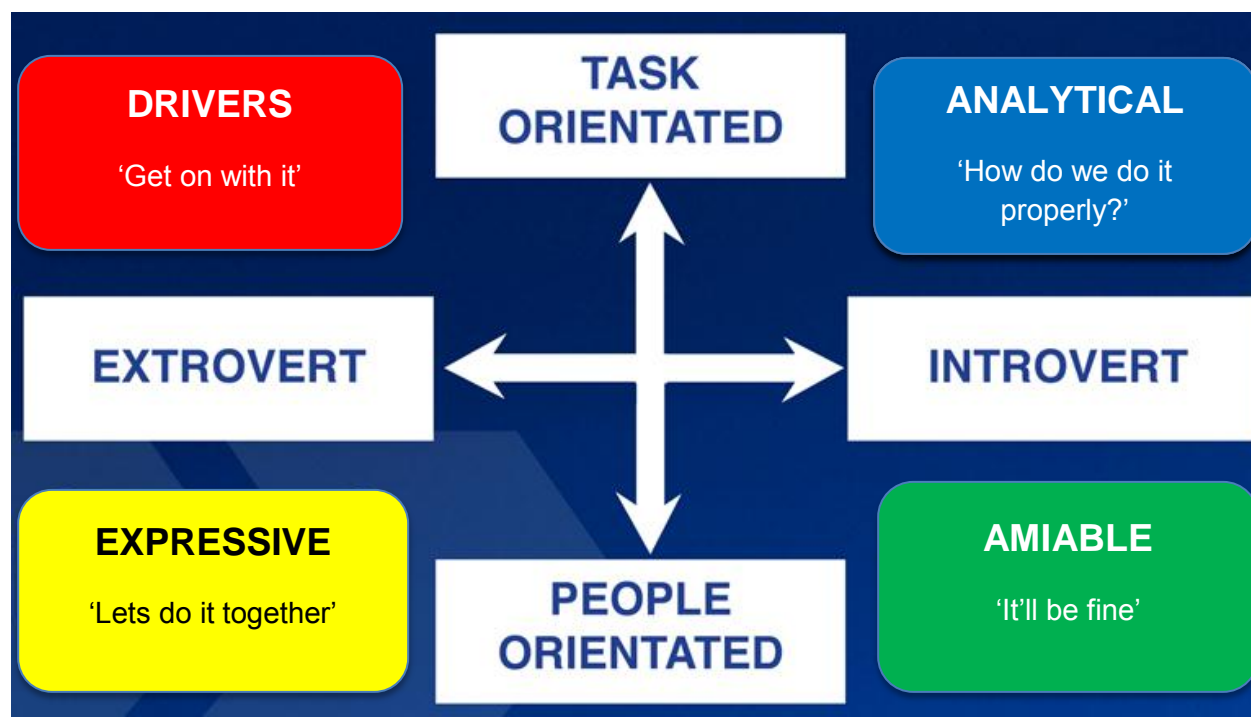 DRIVERS
‘Get on with it’
TASK
ORIENTATED
ANALYTICAL
‘How do we do it
properly?’
EXTROVERT
INTROVERT
EXPRESSIVE
‘Lets do it together’
PEOPLE
ORIENTATED
AMIABLE
‘It’ll be fine’